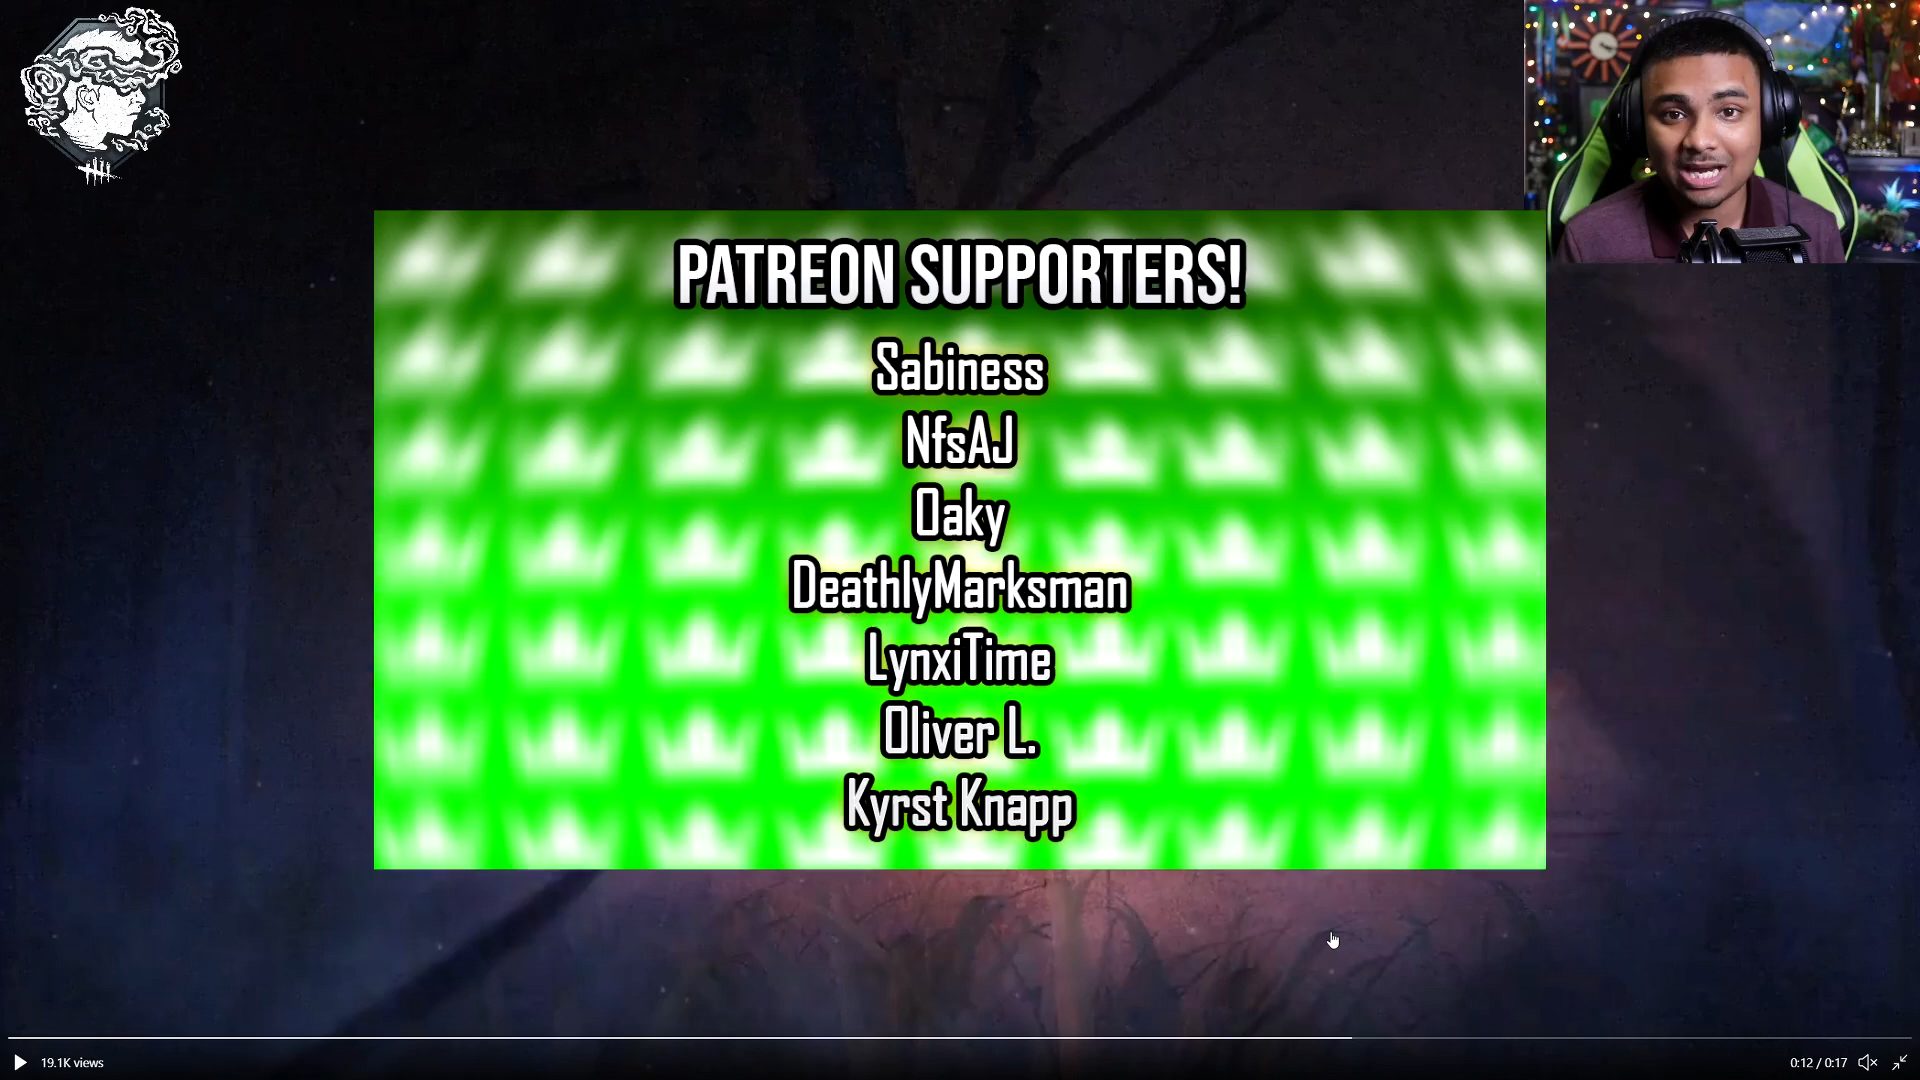 PATREON SUPPORTERS!
Sabiness
NfsAJ
Oaky
DeathlyMarksman
LynxiTime
Oliver L.
Kyrst Knapp
19.1K views
0:12 / 0:17